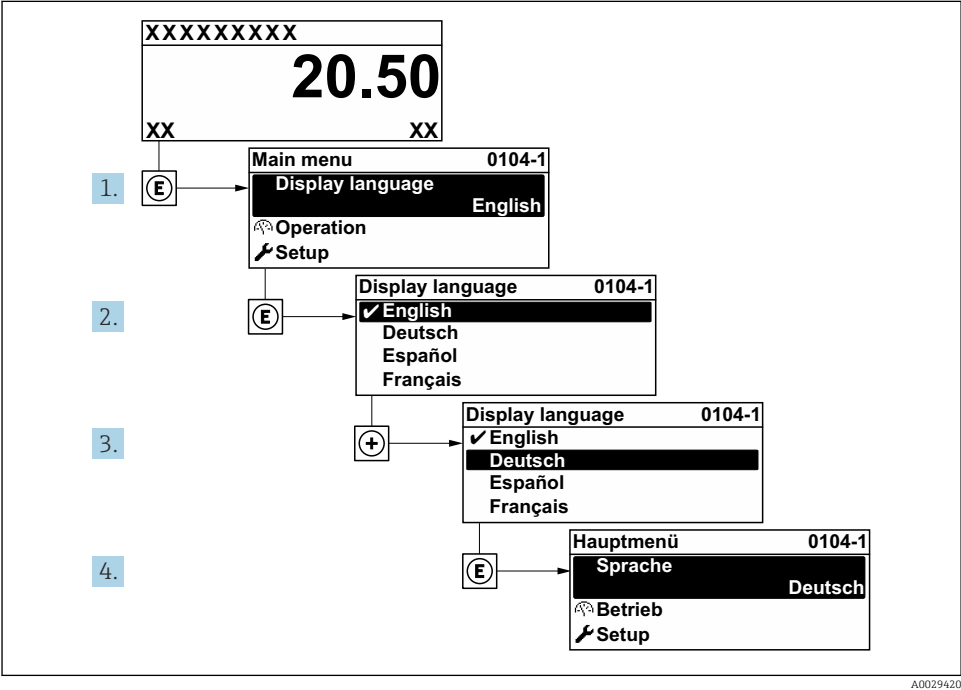 XXXXXXXXX
20.50
XX XX
1.
E
Main menu 0104-1
Display language
English
Operation
Setup
2.
E
Display language 0104-1
✔ English
Deutsch
Español
Français
3.
+
Display language 0104-1
✔ English
Deutsch
Español
Français
4.
E
Hauptmenü 0104-1
Sprache
Deutsch
Betrieb
Setup
A0029420